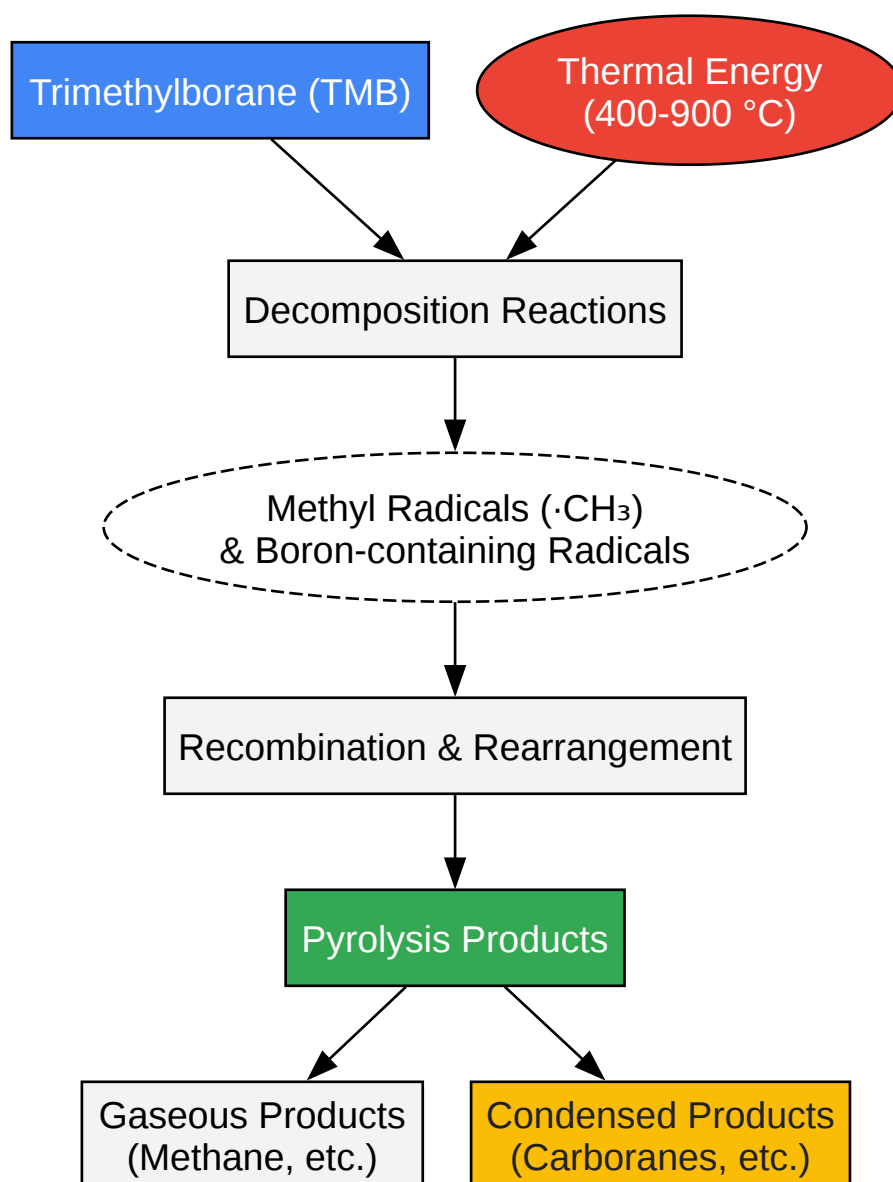 Trimethylborane (TMB)
Thermal Energy
(400-900 °C)
Decomposition Reactions
Methyl Radicals (·CH₃)
& Boron-containing Radicals
Recombination & Rearrangement
Pyrolysis Products
Gaseous Products
(Methane, etc.)
Condensed Products
(Carboranes, etc.)